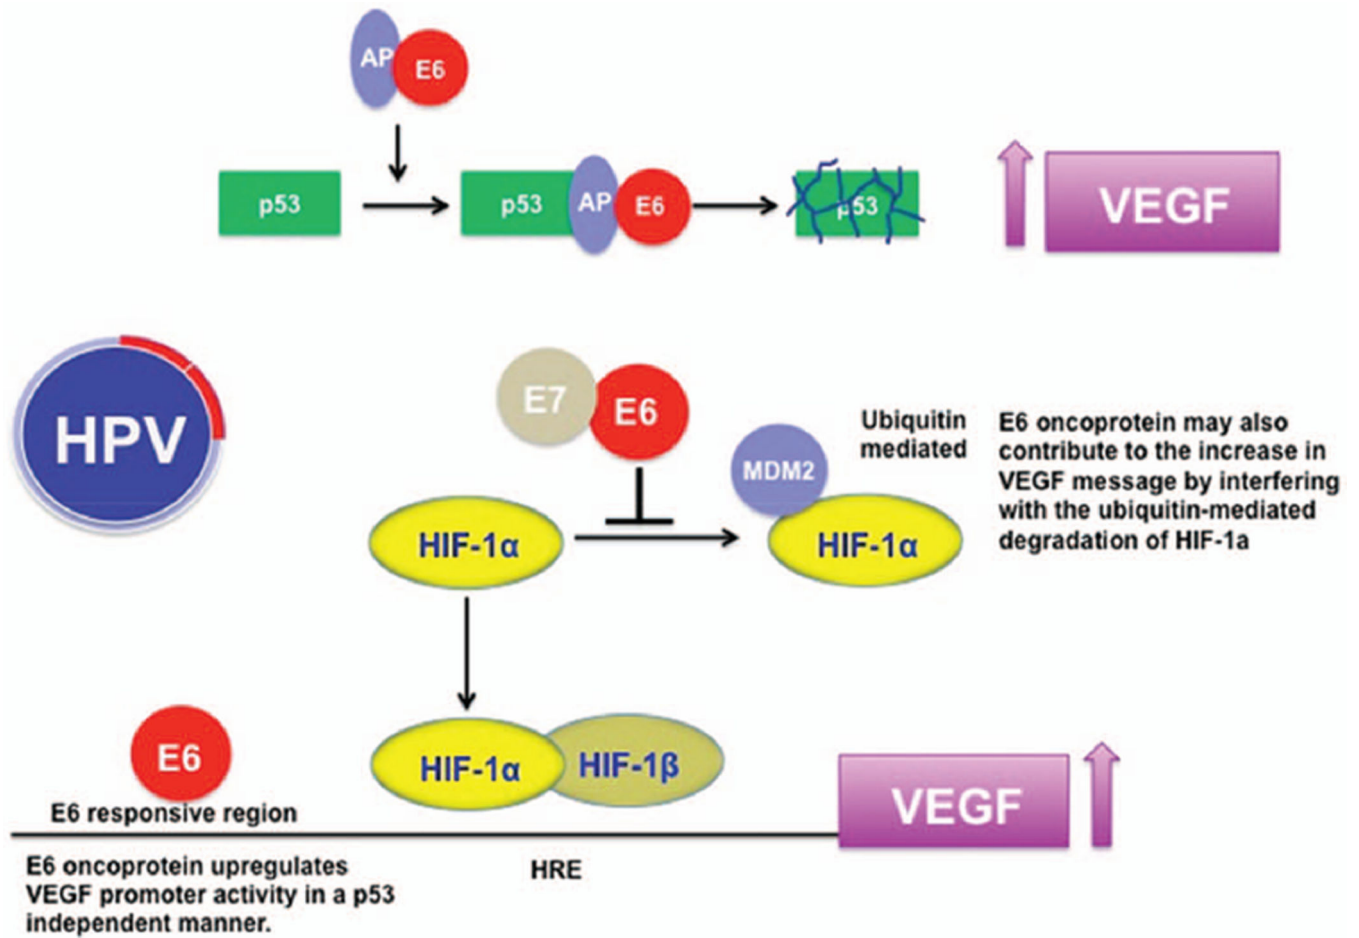 AP E6
p53
p53 AP E6
p53
VEGF
HPV
E7 E6
MDM2
Ubiquitin
mediated
HIF-1α
HIF-1α
E6 oncoprotein may also
contribute to the increase in
VEGF message by interfering
with the ubiquitin-mediated
degradation of HIF-1a
E6
E6 responsive region
HIF-1α HIF-1β
VEGF
E6 oncoprotein upregulates
VEGF promoter activity in a p53
independent manner.
HRE